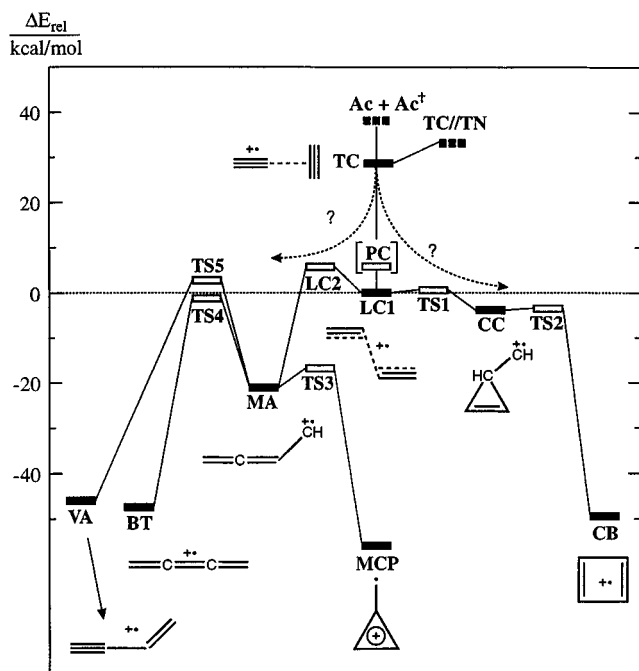 ΔE_rel
kcal/mol
40
20
0
-20
-40
Ac + Ac†
TC//TN
TC
+•
?
?
[PC]
TS5
TS4
LC2
LC1
TS1
CC
TS2
+•
+•
CH
HC
MA
TS3
+•
CH
C
VA
BT
MCP
CB
+•
C C
+•
•
+
+•